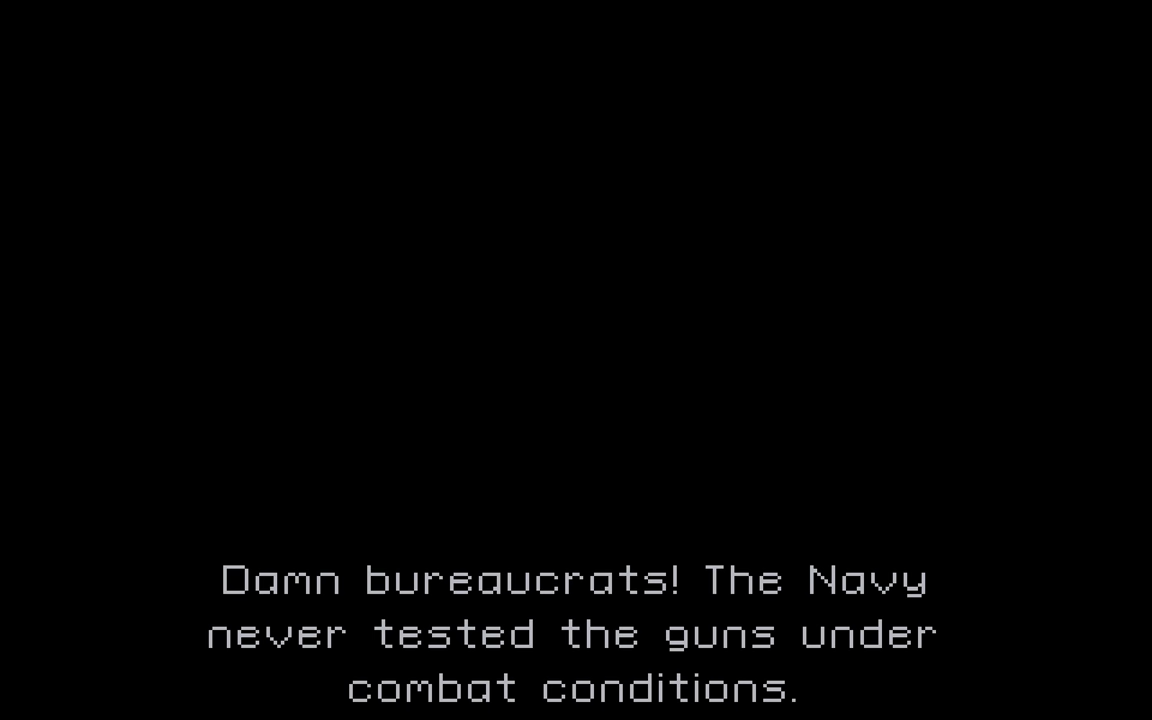 Damn bureaucrats! The Navy
never tested the guns under
combat conditions.